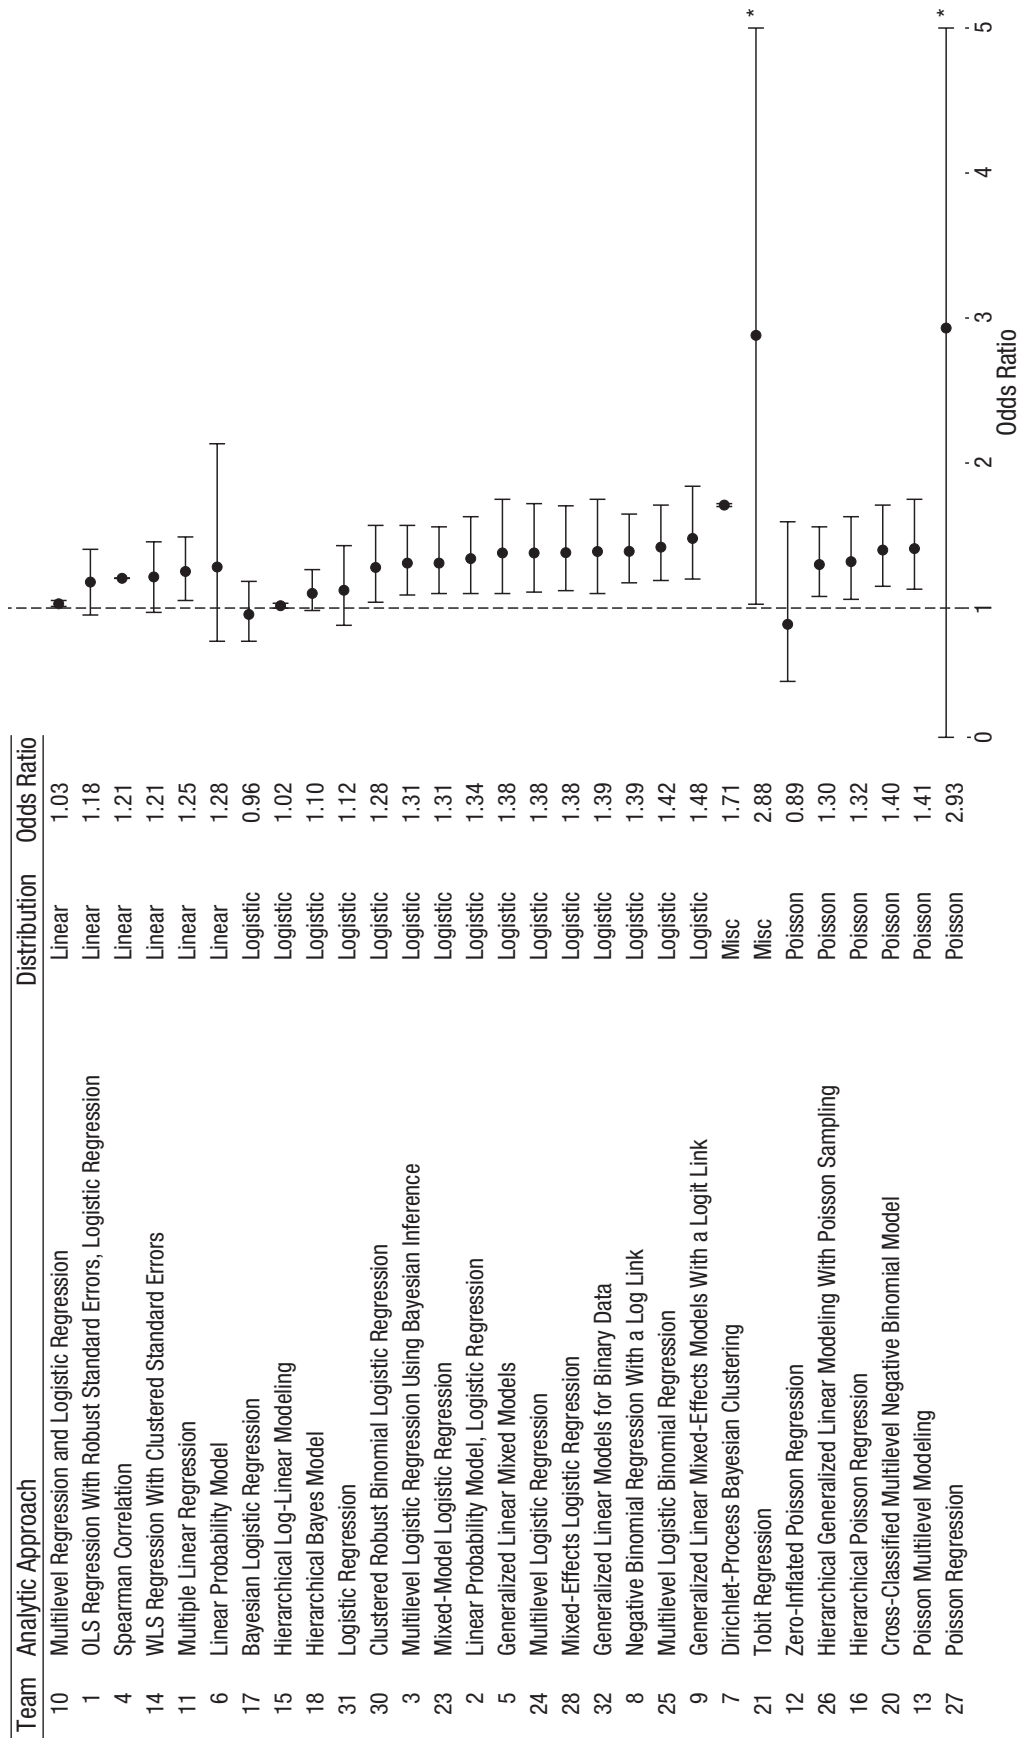 Team Analytic Approach Distribution Odds Ratio
10 Multilevel Regression and Logistic Regression Linear 1.03
1 OLS Regression With Robust Standard Errors, Logistic Regression Linear 1.18
4 Spearman Correlation Linear 1.21
14 WLS Regression With Clustered Standard Errors Linear 1.21
11 Multiple Linear Regression Linear 1.25
6 Linear Probability Model Linear 1.28
17 Bayesian Logistic Regression Logistic 0.96
15 Hierarchical Log-Linear Modeling Logistic 1.02
18 Hierarchical Bayes Model Logistic 1.10
31 Logistic Regression Logistic 1.12
30 Clustered Robust Binomial Logistic Regression Logistic 1.28
3 Multilevel Logistic Regression Using Bayesian Inference Logistic 1.31
23 Mixed-Model Logistic Regression Logistic 1.31
2 Linear Probability Model, Logistic Regression Logistic 1.34
5 Generalized Linear Mixed Models Logistic 1.38
24 Multilevel Logistic Regression Logistic 1.38
28 Mixed-Effects Logistic Regression Logistic 1.38
32 Generalized Linear Models for Binary Data Logistic 1.39
8 Negative Binomial Regression With a Log Link Logistic 1.39
25 Multilevel Logistic Binomial Regression Logistic 1.42
9 Generalized Linear Mixed-Effects Models With a Logit Link Logistic 1.48
7 Dirichlet-Process Bayesian Clustering Misc 1.71
21 Tobit Regression Misc 2.88 *
12 Zero-Inflated Poisson Regression Poisson 0.89
26 Hierarchical Generalized Linear Modeling With Poisson Sampling Poisson 1.30
16 Hierarchical Poisson Regression Poisson 1.32
20 Cross-Classified Multilevel Negative Binomial Model Poisson 1.40
13 Poisson Multilevel Modeling Poisson 1.41
27 Poisson Regression Poisson 2.93 *
0 1 2 3 4 5
Odds Ratio